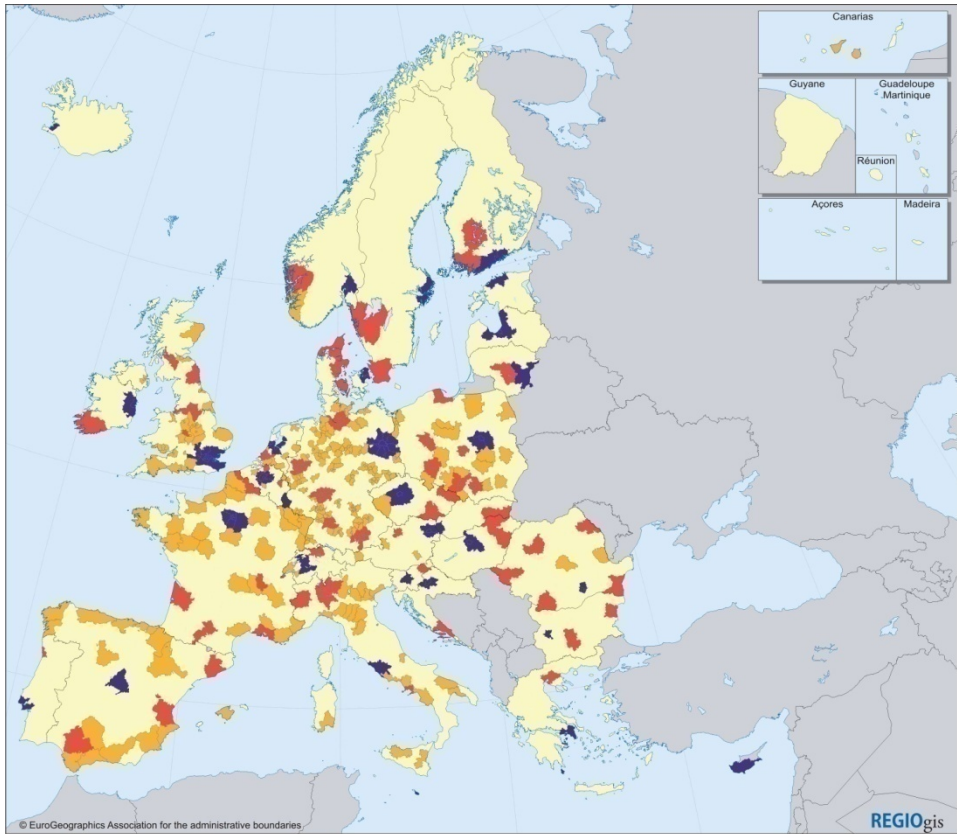 Canarias
Guyane
Guadeloupe
Martinique
Réunion
Açores
Madeira
© EuroGeographics Association for the administrative boundaries
REGIOgis